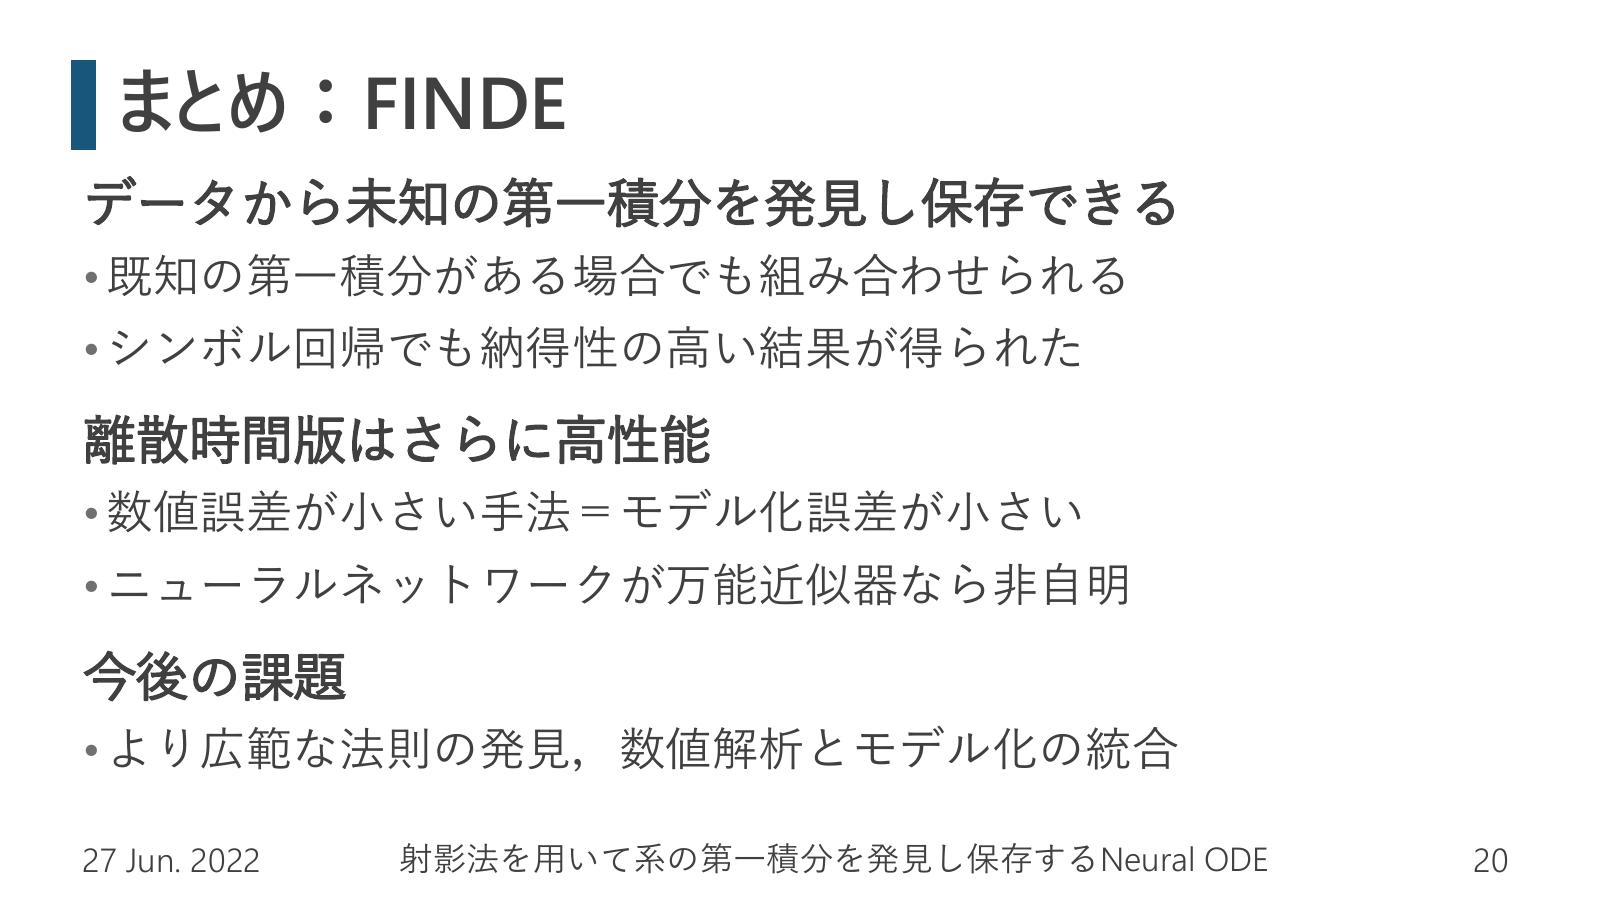 まとめ：FINDE
データから未知の第一積分を発見し保存できる
•既知の第一積分がある場合でも組み合わせられる
•シンボル回帰でも納得性の高い結果が得られた
離散時間版はさらに高性能
•数値誤差が小さい手法＝モデル化誤差が小さい
•ニューラルネットワークが万能近似器なら非自明
今後の課題
•より広範な法則の発見，数値解析とモデル化の統合
27 Jun. 2022 射影法を用いて系の第一積分を発見し保存するNeural ODE 20